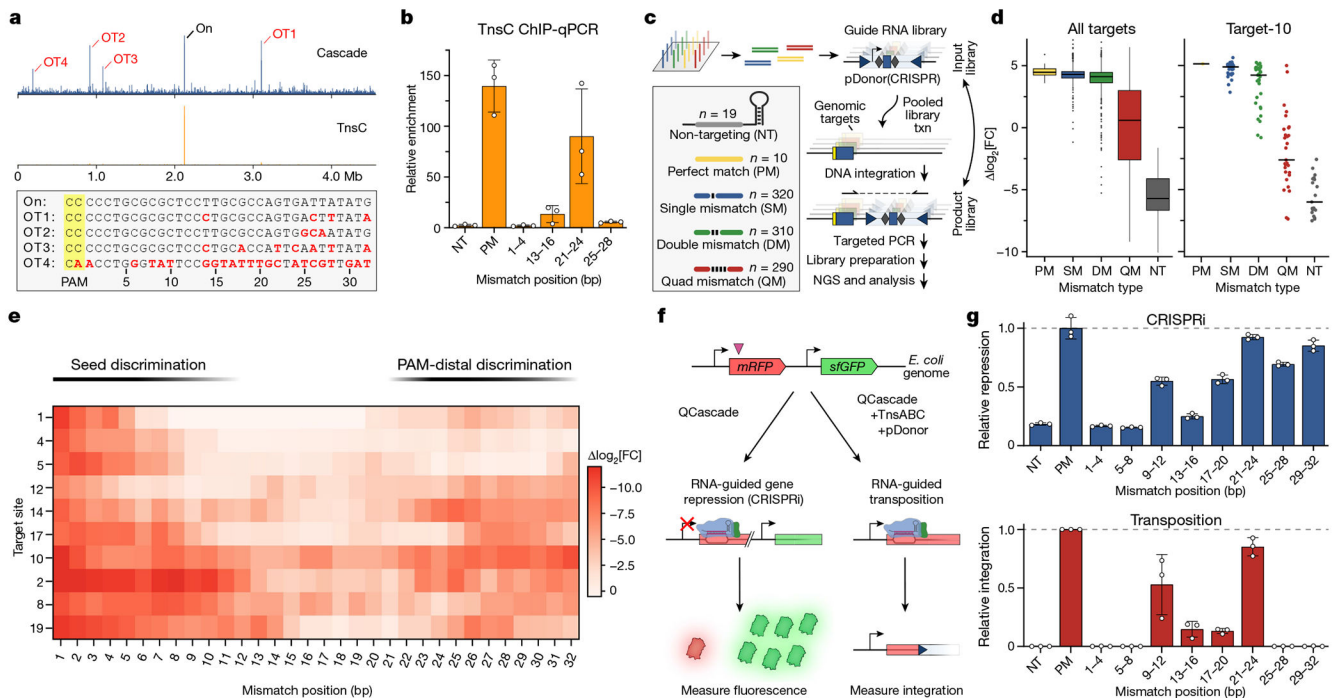 a
OT4
OT2
OT3
On
OT1
Cascade
TnsC
0
1.0
2.0
3.0
4.0 Mb
On: CC CCCTGCGCGCTCCTTGCGCCAGTGATTATATG
OT1: CC CCCTGCGCGCTCCCTGCGCCAGTGACTTTATA
OT2: CC CCCTGCGCGCTCCTTGCGCCAGTGGCAATATG
OT3: CC CCCTGCGCGCTCCCTGCACCATTCAATTTATA
OT4: CA ACCTGGGTATTCCGGTATTTGCTATCGTTGAT
PAM 5 10 15 20 25 30
b
TnsC ChIP-qPCR
Relative enrichment
150
100
50
0
NT
PM
1–4
13–16
21–24
25–28
Mismatch position (bp)
c
Guide RNA library
pDonor(CRISPR)
Input library
n = 19
Non-targeting (NT)
n = 10
Perfect match (PM)
n = 320
Single mismatch (SM)
n = 310
Double mismatch (DM)
n = 290
Quad mismatch (QM)
Genomic targets
Pooled library txn
DNA integration
Product library
Targeted PCR
Library preparation
NGS and analysis
d
All targets
Target-10
Δlog2[FC]
5
0
−5
−10
PM SM DM QM NT
Mismatch type
PM SM DM QM NT
Mismatch type
e
Seed discrimination
PAM-distal discrimination
Target site
1
4
5
12
14
17
10
2
8
19
1 2 3 4 5 6 7 8 9 10 11 12 13 14 15 16 17 18 19 20 21 22 23 24 25 26 27 28 29 30 31 32
Mismatch position (bp)
Δlog2[FC]
−10.0
−7.5
−5.0
−2.5
0
f
mRFP
sfGFP
E. coli
genome
QCascade
QCascade
+TnsABC
+pDonor
RNA-guided gene
repression (CRISPRi)
RNA-guided
transposition
Measure fluorescence
Measure integration
g
CRISPRi
Relative repression
1.0
0.5
0
NT
PM
1–4
5–8
9–12
13–16
17–20
21–24
25–28
29–32
Mismatch position (bp)
Transposition
Relative integration
1.0
0.5
0
NT
PM
1–4
5–8
9–12
13–16
17–20
21–24
25–28
29–32
Mismatch position (bp)